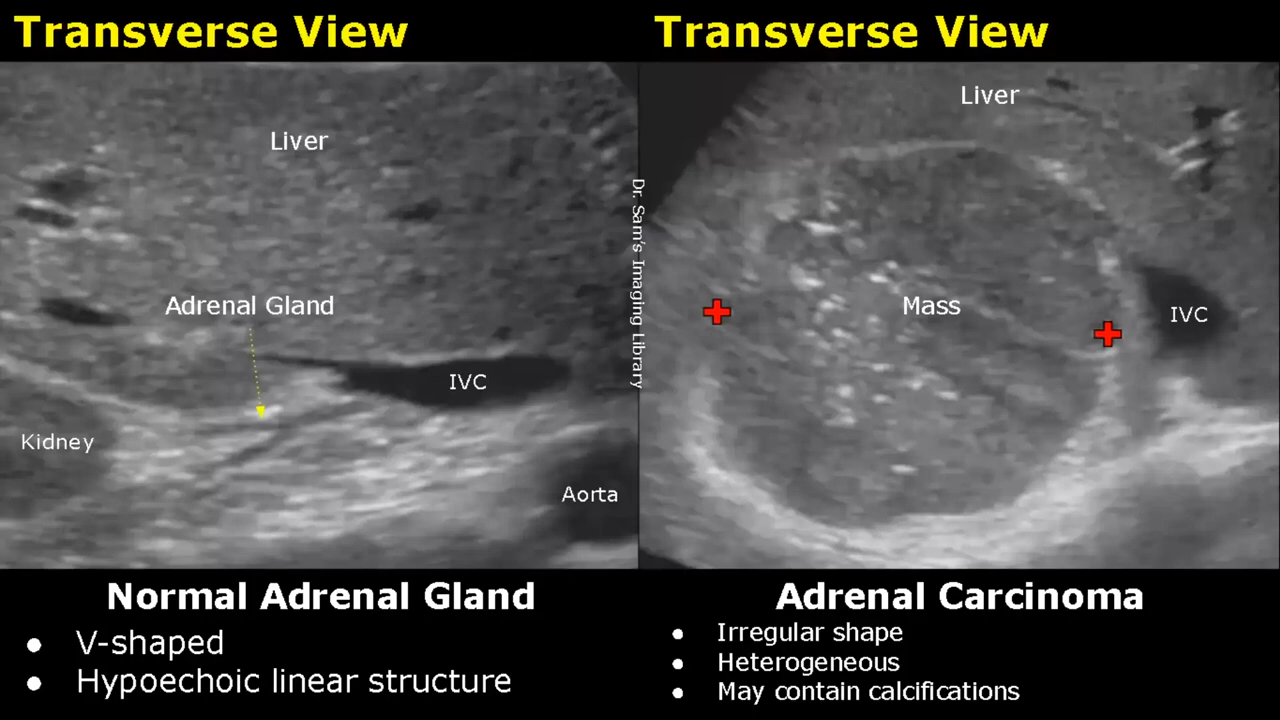 Transverse View
Liver
Adrenal Gland
IVC
Kidney
Aorta
Normal Adrenal Gland
● V-shaped
● Hypoechoic linear structure
Dr. Sam's Imaging Library
Transverse View
Liver
Mass
IVC
Adrenal Carcinoma
● Irregular shape
● Heterogeneous
● May contain calcifications